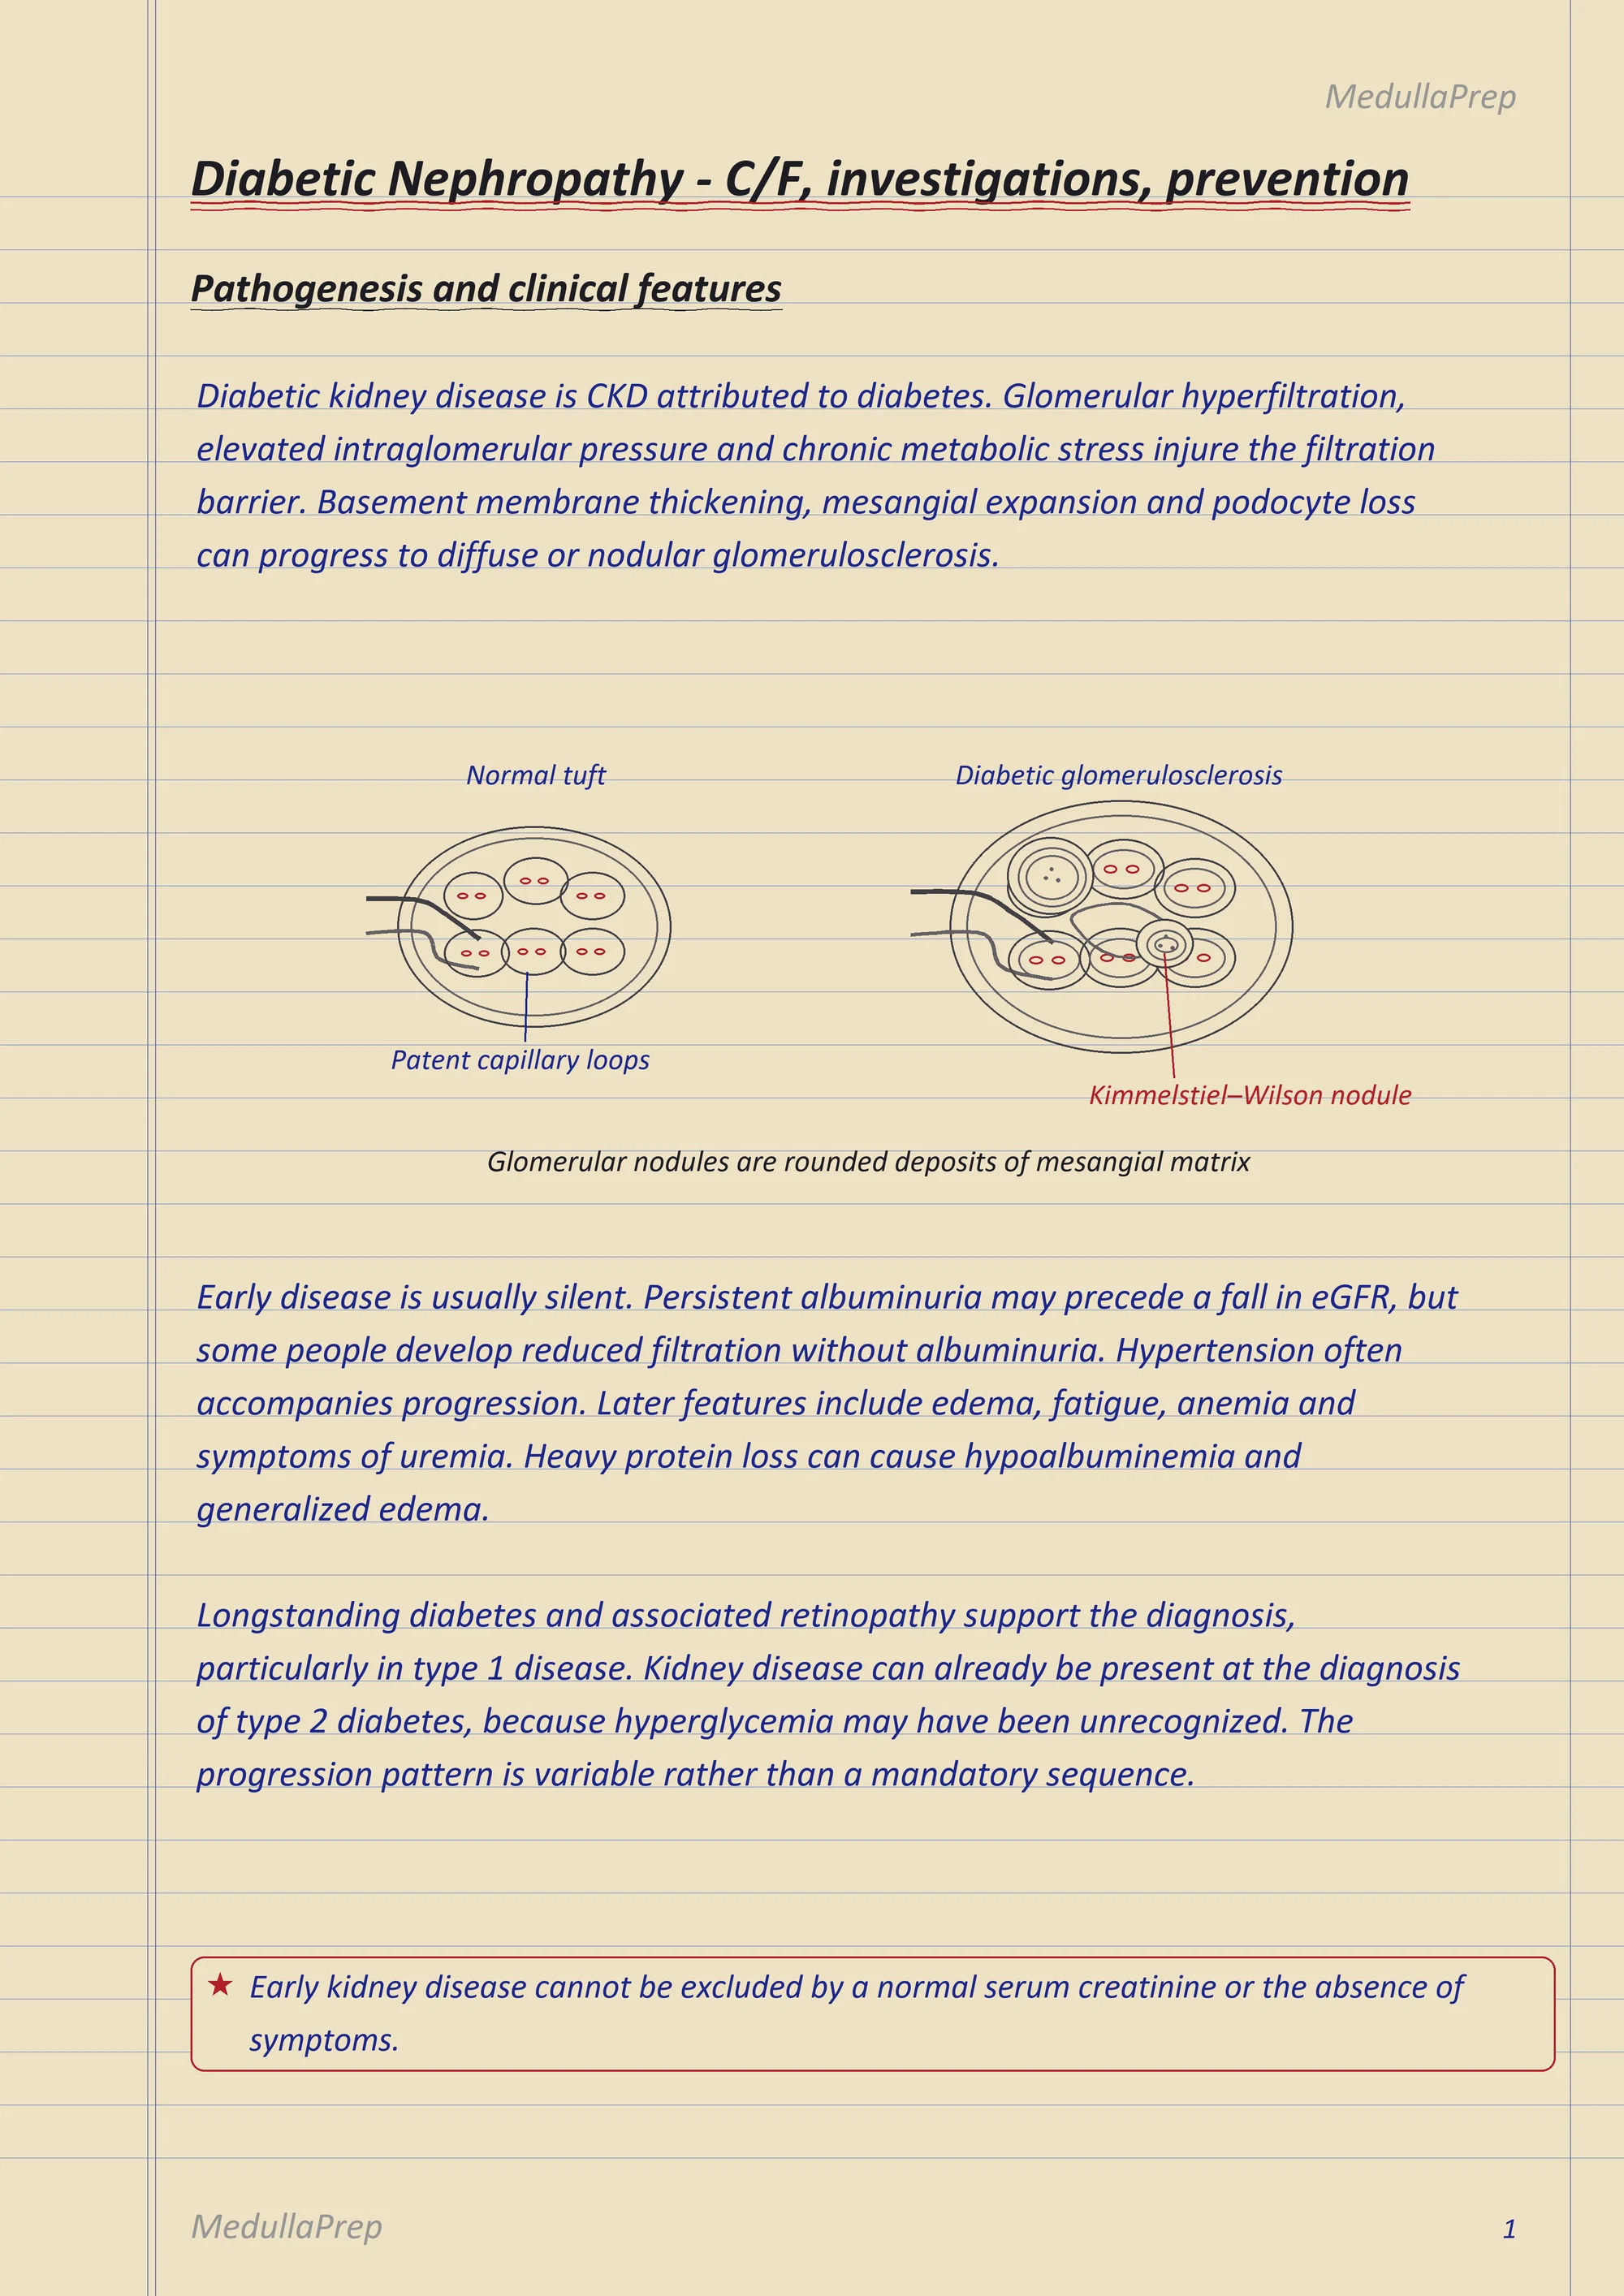 MedullaPrep
Diabetic Nephropathy - C/F, investigations, prevention
Pathogenesis and clinical features
Diabetic kidney disease is CKD attributed to diabetes. Glomerular hyperfiltration,
elevated intraglomerular pressure and chronic metabolic stress injure the filtration
barrier. Basement membrane thickening, mesangial expansion and podocyte loss
can progress to diffuse or nodular glomerulosclerosis.
Normal tuft
Diabetic glomerulosclerosis
Patent capillary loops
Kimmelstiel–Wilson nodule
Glomerular nodules are rounded deposits of mesangial matrix
Early disease is usually silent. Persistent albuminuria may precede a fall in eGFR, but
some people develop reduced filtration without albuminuria. Hypertension often
accompanies progression. Later features include edema, fatigue, anemia and
symptoms of uremia. Heavy protein loss can cause hypoalbuminemia and
generalized edema.
Longstanding diabetes and associated retinopathy support the diagnosis,
particularly in type 1 disease. Kidney disease can already be present at the diagnosis
of type 2 diabetes, because hyperglycemia may have been unrecognized. The
progression pattern is variable rather than a mandatory sequence.
★ Early kidney disease cannot be excluded by a normal serum creatinine or the absence of
symptoms.
MedullaPrep
1